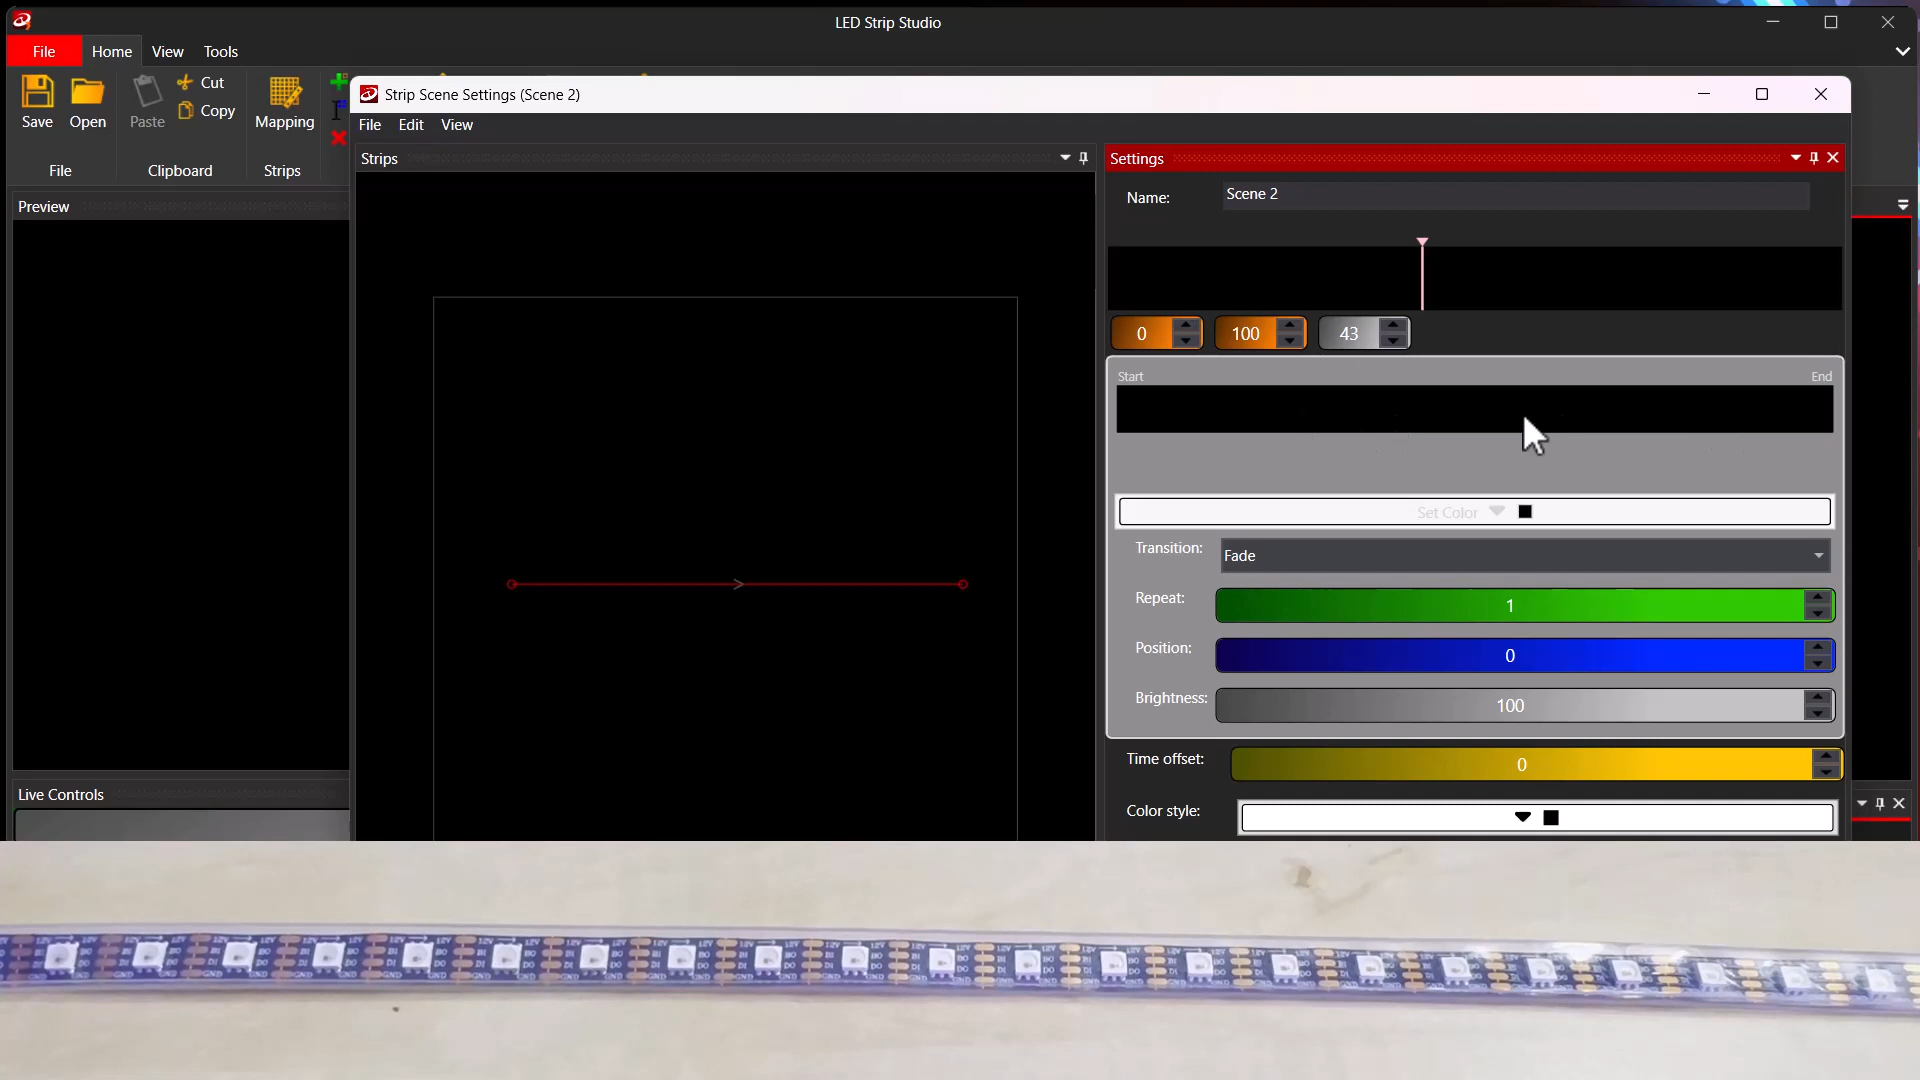 LED Strip Studio
File Home View Tools
Save Open Paste Cut Copy Mapping
File Clipboard Strips
Strip Scene Settings (Scene 2)
File Edit View
Strips
Settings
Name: Scene 2
0 100 43
Start End
Set Color
Transition: Fade
Repeat: 1
Position: 0
Brightness: 100
Time offset: 0
Color style:
Preview
Live Controls